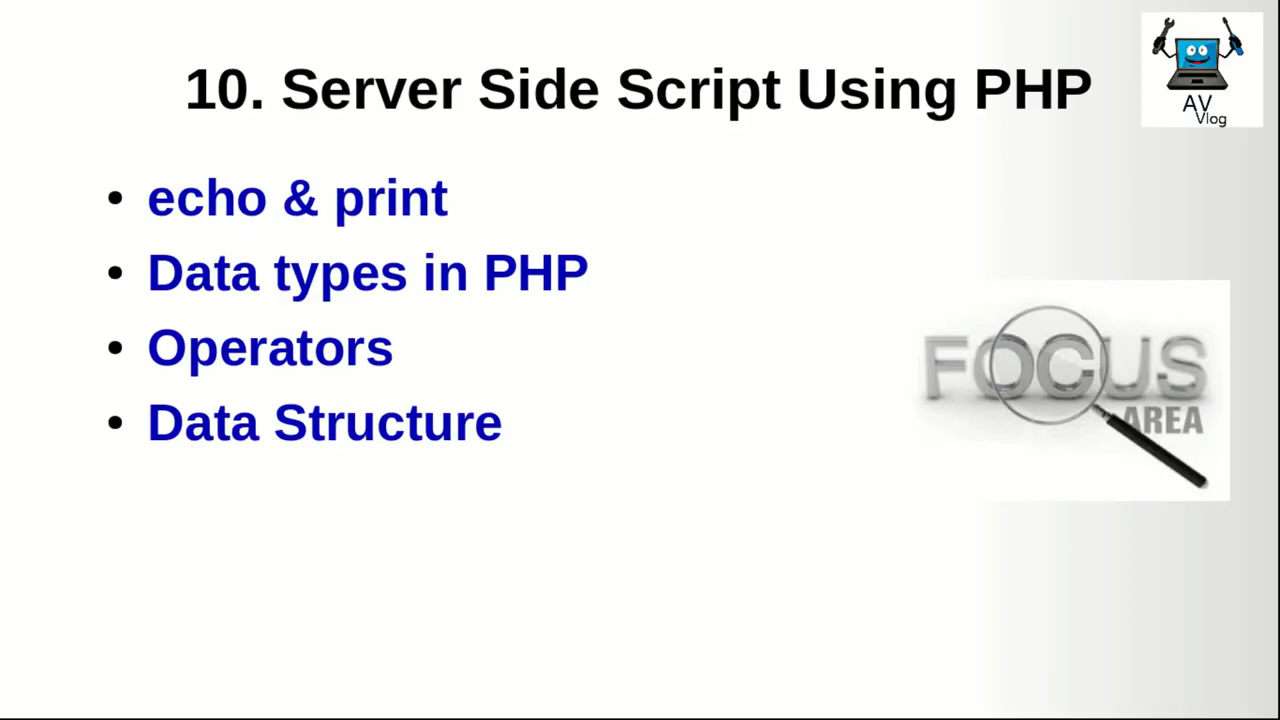 10. Server Side Script Using PHP
AV
Vlog
• echo & print
• Data types in PHP
• Operators
• Data Structure
FOCUS
AREA